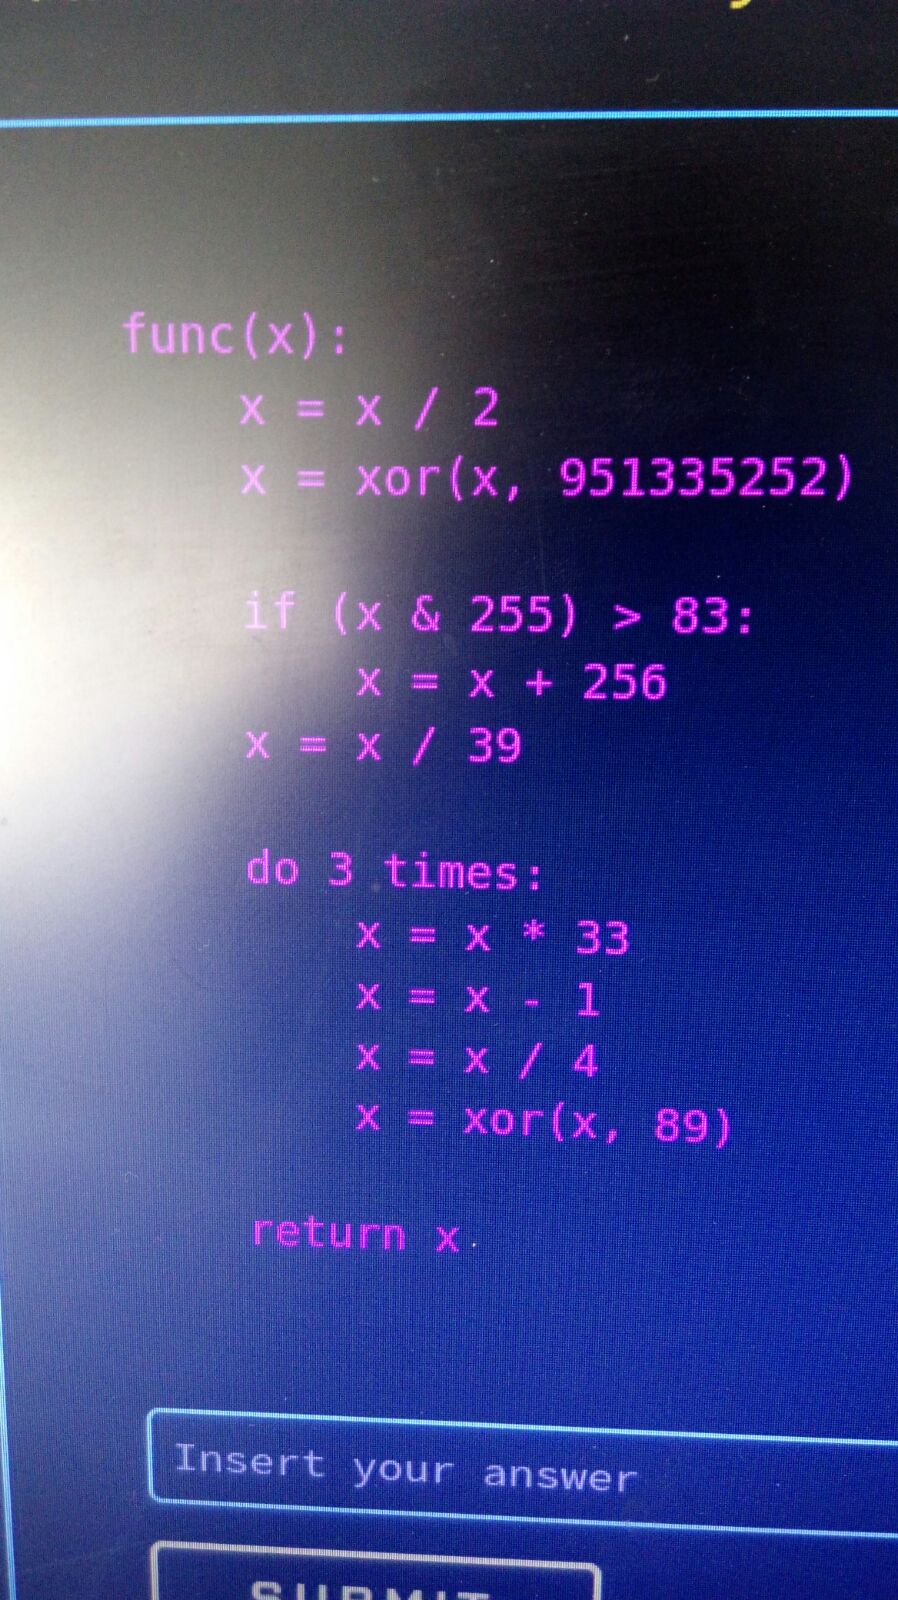 func(x):
x = x / 2
x = xor(x, 951335252)
if (x & 255) > 83:
x = x + 256
x = x / 39
do 3 times:
x = x * 33
x = x - 1
x = x / 4
x = xor(x, 89)
return x
Insert your answer
SUBMIT